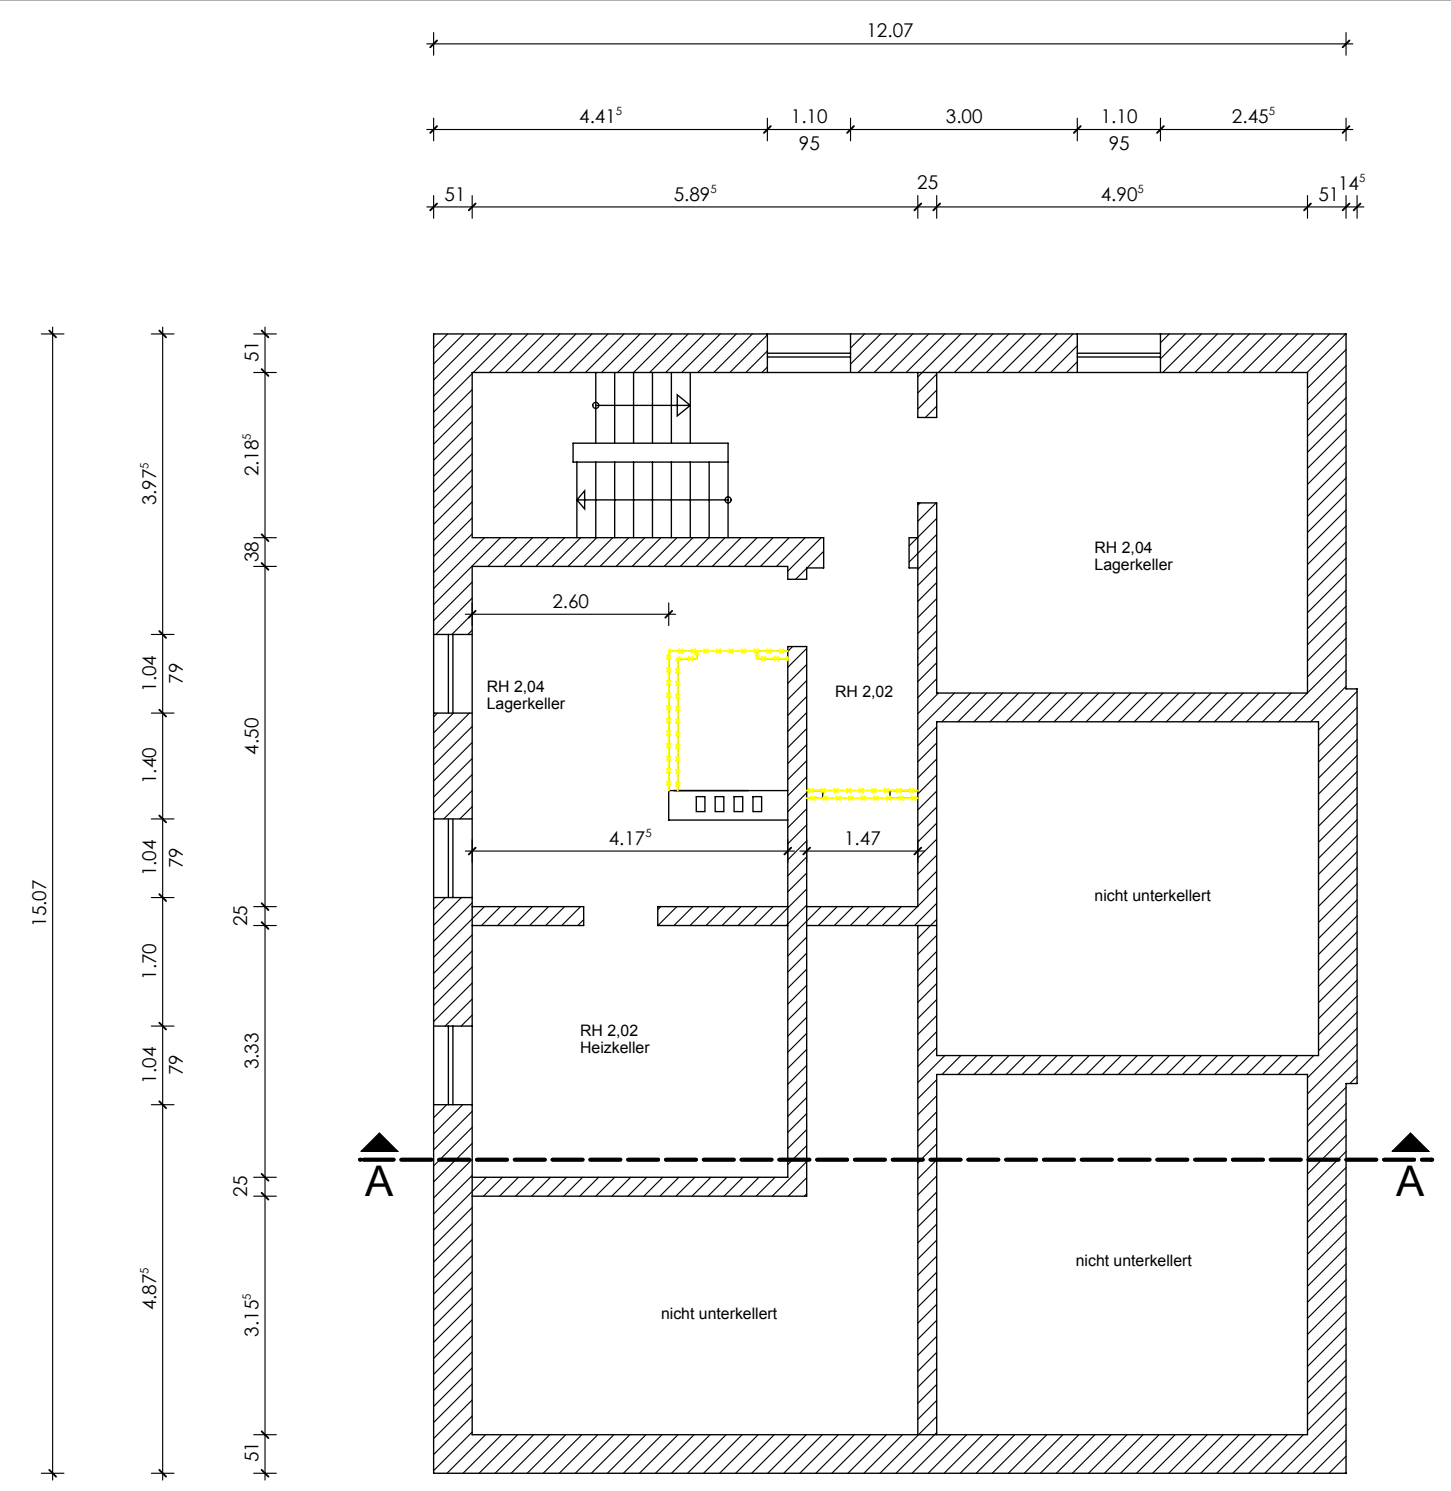 12.07
4.41⁵ 1.10 3.00 1.10 2.45⁵
95 95
51 5.89⁵ 25 4.90⁵ 51 14⁵
15.07
3.97⁵
1.04
79
1.40
1.04
79
1.70
1.04
79
4.87⁵
51
2.18⁵
38
4.50
25
3.33
25
3.15⁵
51
RH 2,04
Lagerkeller
2.60
RH 2,04
Lagerkeller
RH 2,02
4.17⁵ 1.47
nicht unterkellert
RH 2,02
Heizkeller
A A
nicht unterkellert
nicht unterkellert